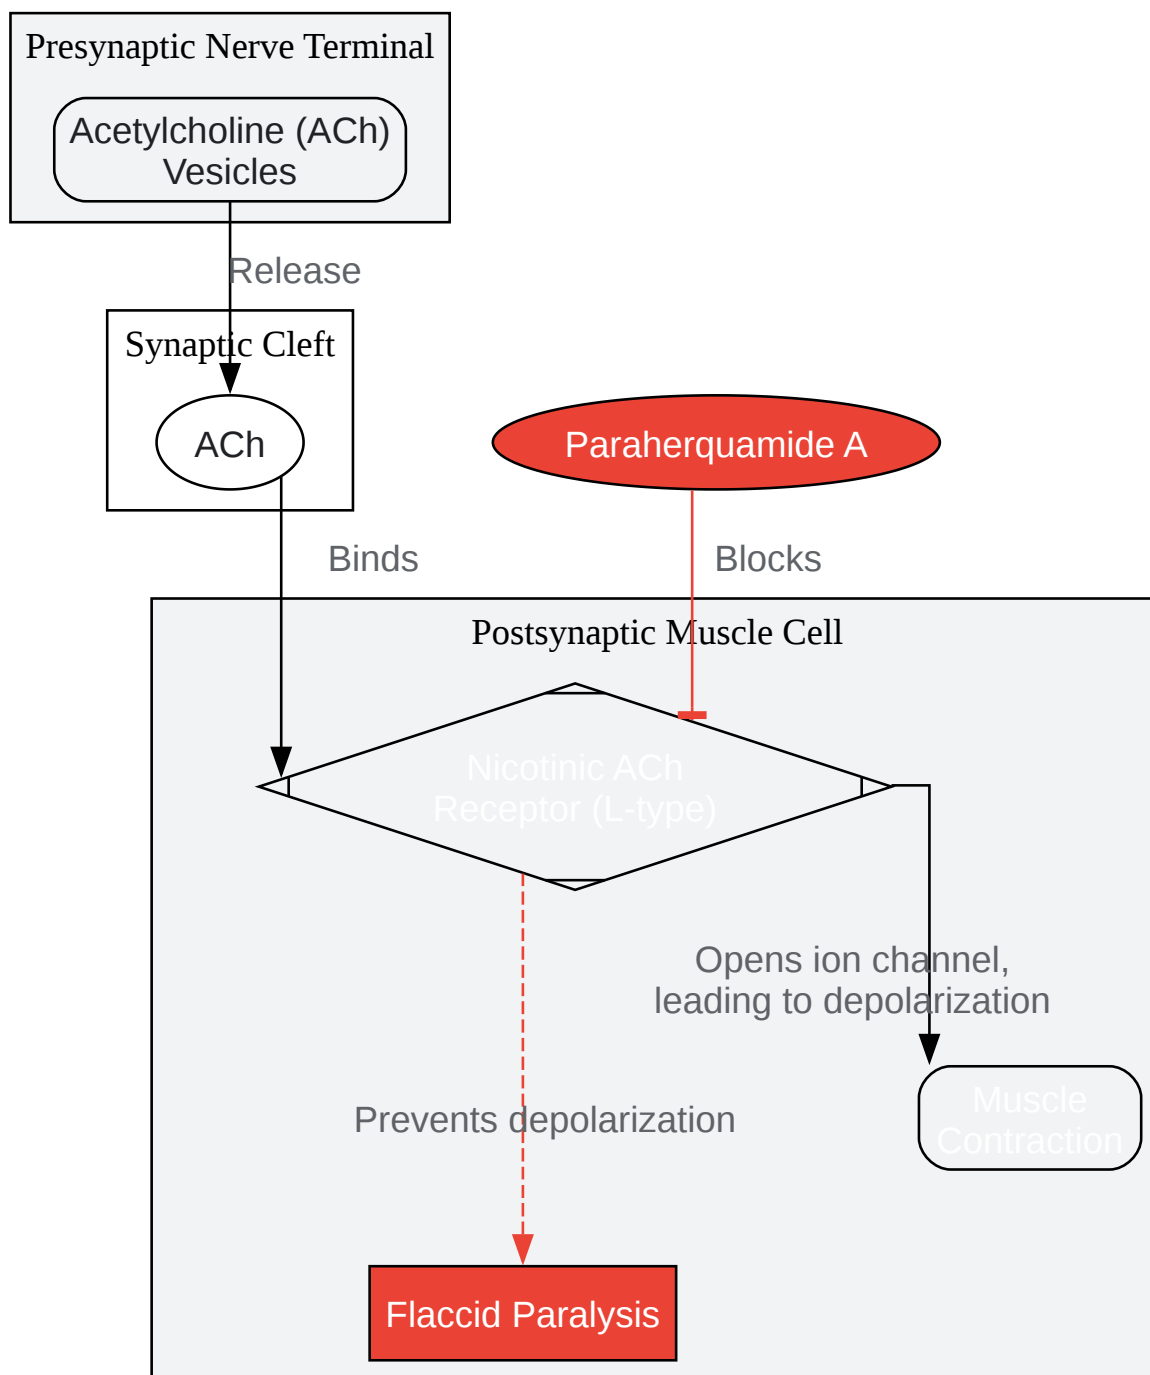 Presynaptic Nerve Terminal
Acetylcholine (ACh)
Vesicles
Release
Synaptic Cleft
ACh
Paraherquamide A
Binds
Blocks
Postsynaptic Muscle Cell
Nicotinic ACh
Receptor (L-type)
Opens ion channel,
leading to depolarization
Muscle
Contraction
Prevents depolarization
Flaccid Paralysis